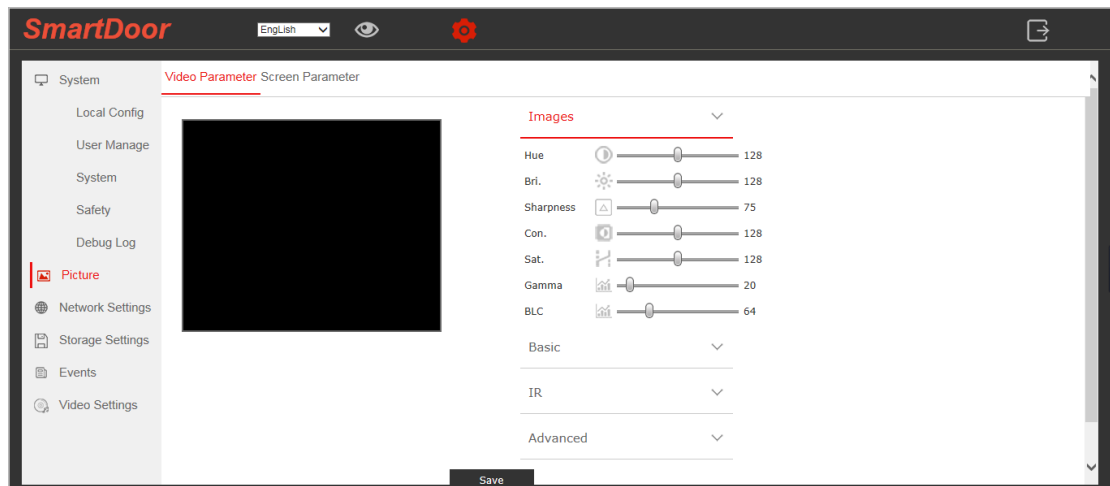 SmartDoor
EngLish
System
Video Parameter Screen Parameter
Local Config
User Manage
System
Safety
Debug Log
Picture
Network Settings
Storage Settings
Events
Video Settings
Images
Hue 128
Bri. 128
Sharpness 75
Con. 128
Sat. 128
Gamma 20
BLC 64
Basic
IR
Advanced
Save